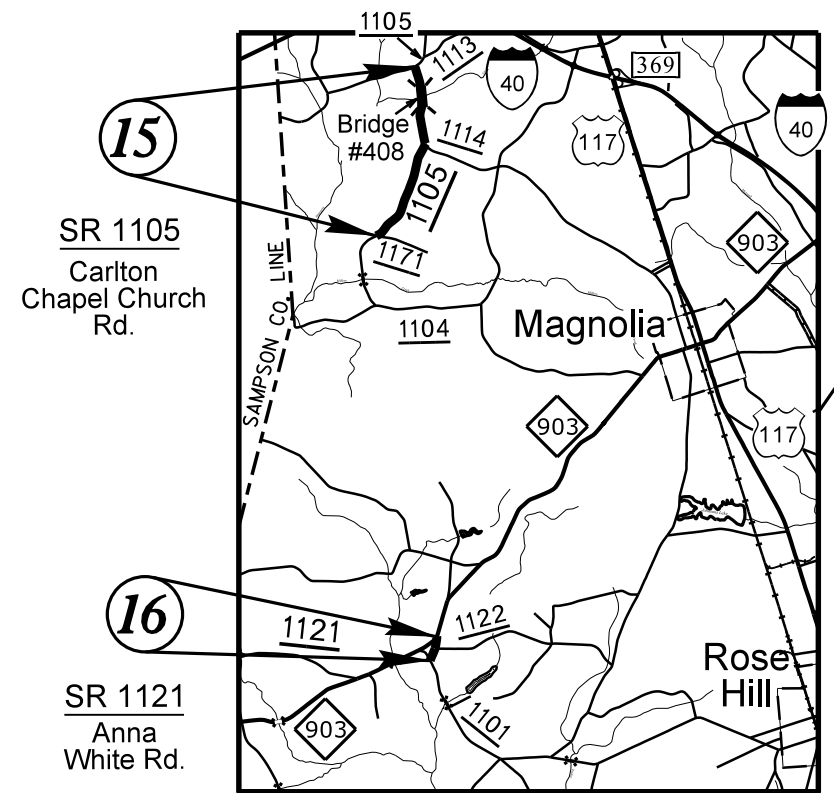 1105
1113
40
369
40
15
Bridge
#408
1114
117
1105
SR 1105
Carlton
Chapel Church
Rd.
1171
903
SAMPSON CO. LINE
1104
Magnolia
903
117
16
1121
1122
SR 1121
Anna
White Rd.
Rose
Hill
903
1101